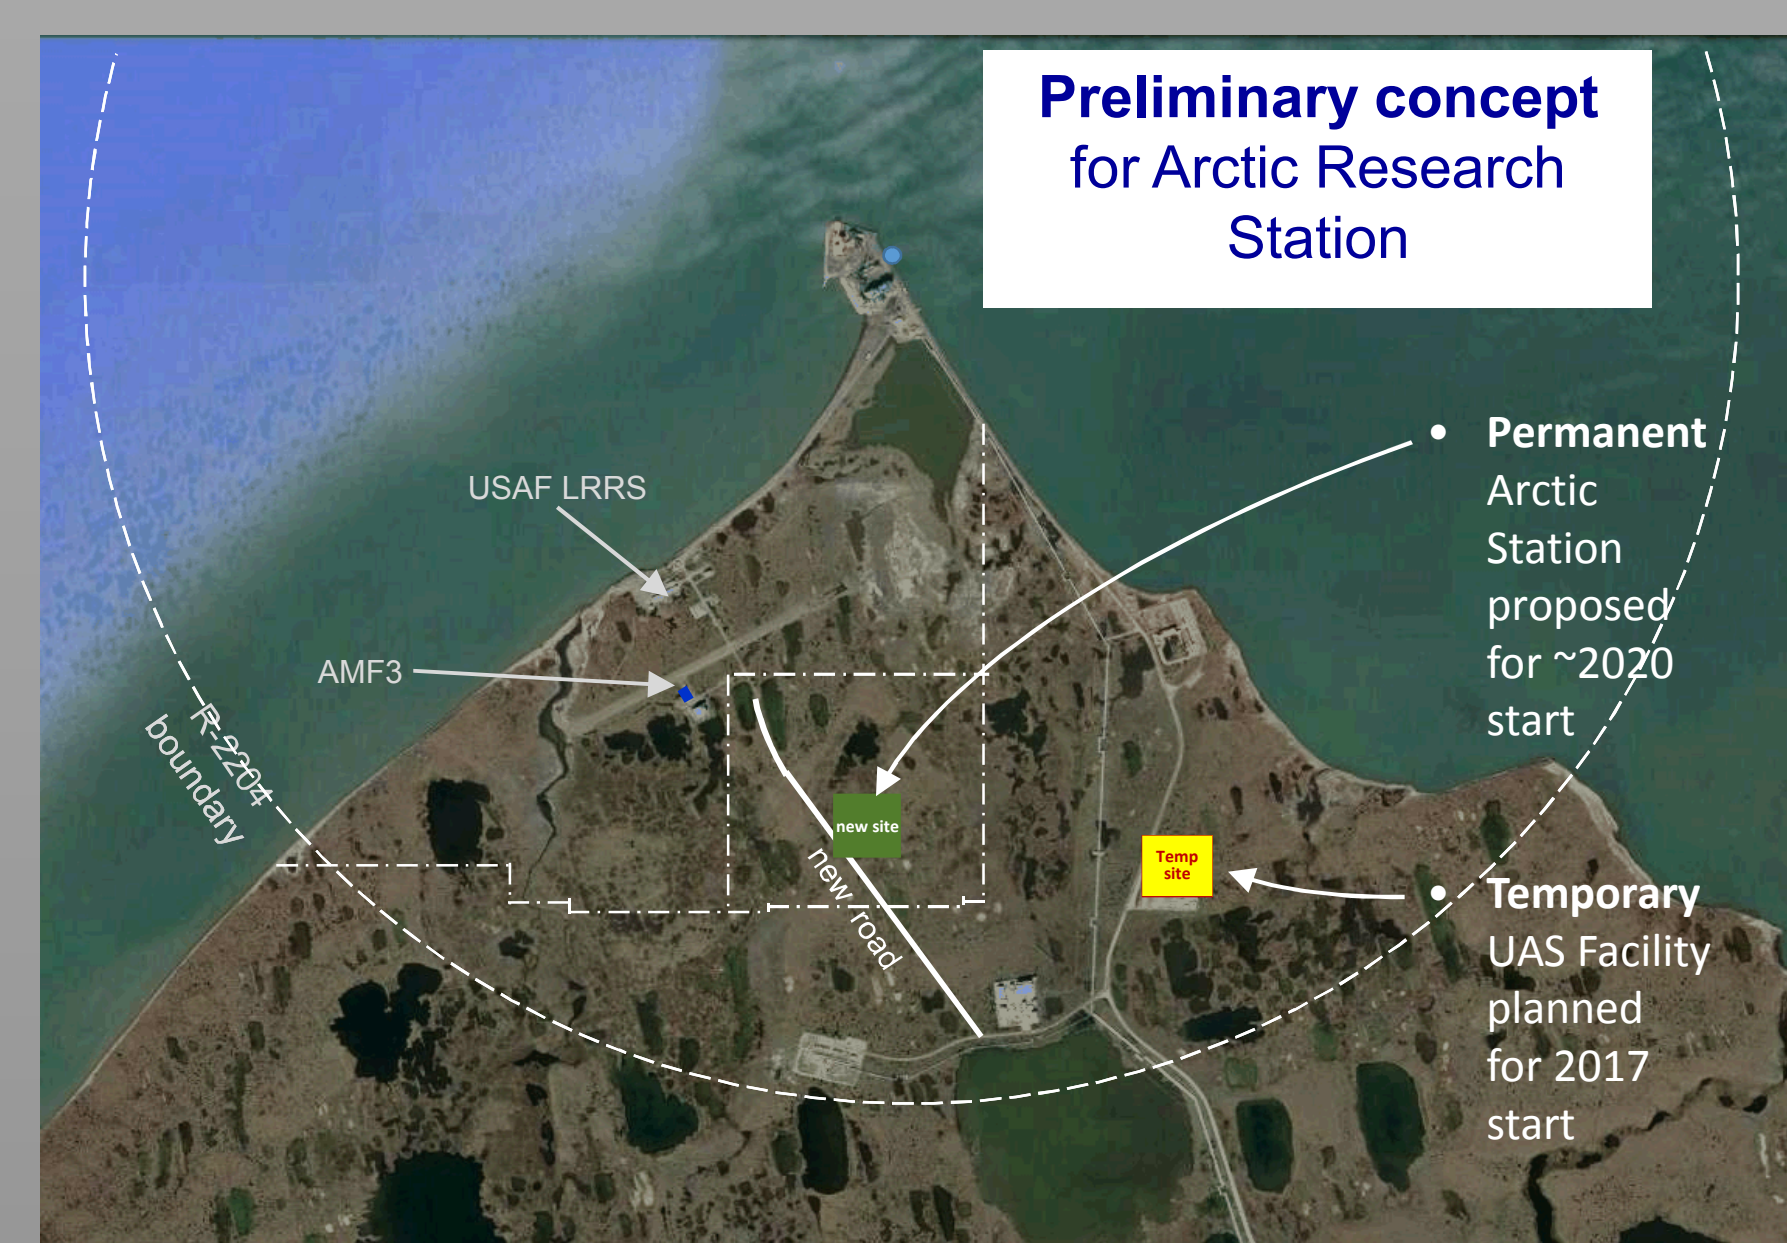 Preliminary concept
for Arctic Research
Station
USAF LRRS
AMF3
R-2204
boundary
new site
new road
Temp
site
• Permanent
Arctic
Station
proposed
for ~2020
start
• Temporary
UAS Facility
planned
for 2017
start